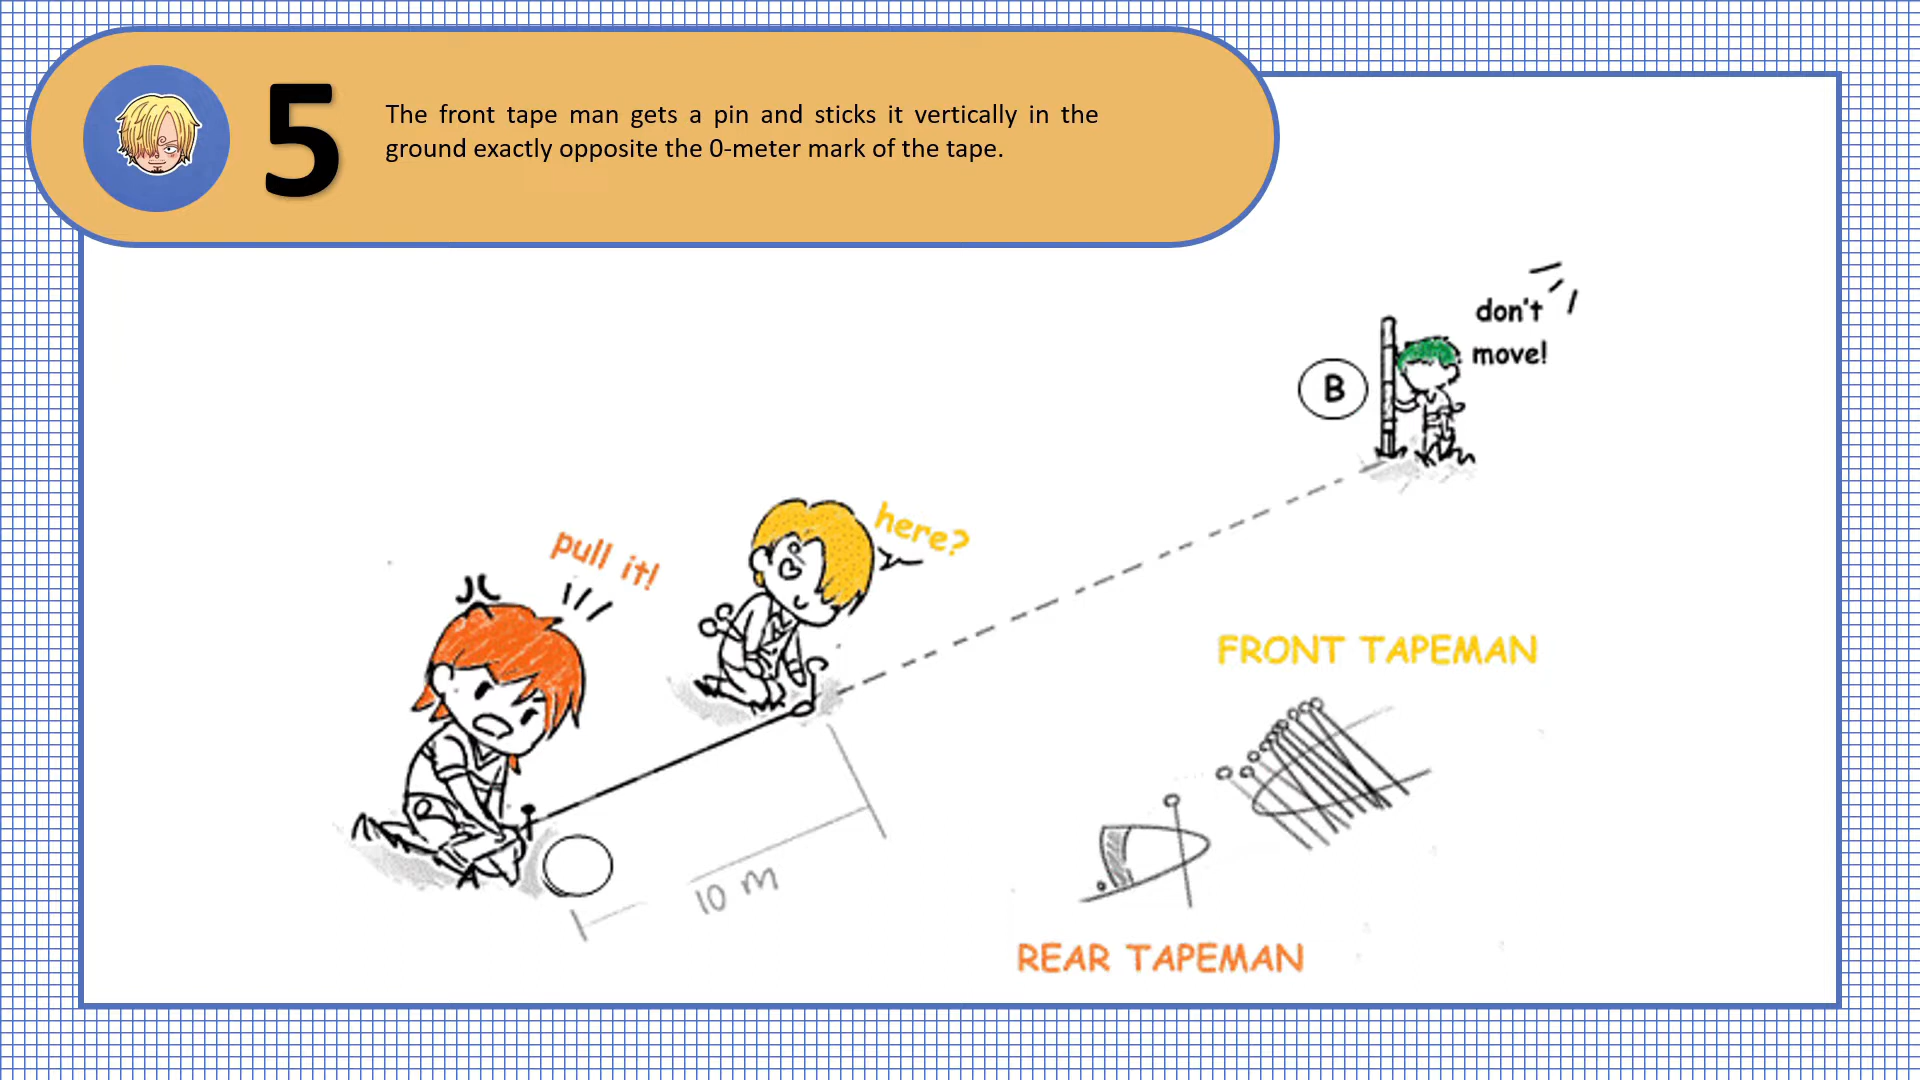 5
The front tape man gets a pin and sticks it vertically in the
ground exactly opposite the 0-meter mark of the tape.
don't
move!
B
here?
pull it!
FRONT TAPEMAN
10 m
REAR TAPEMAN